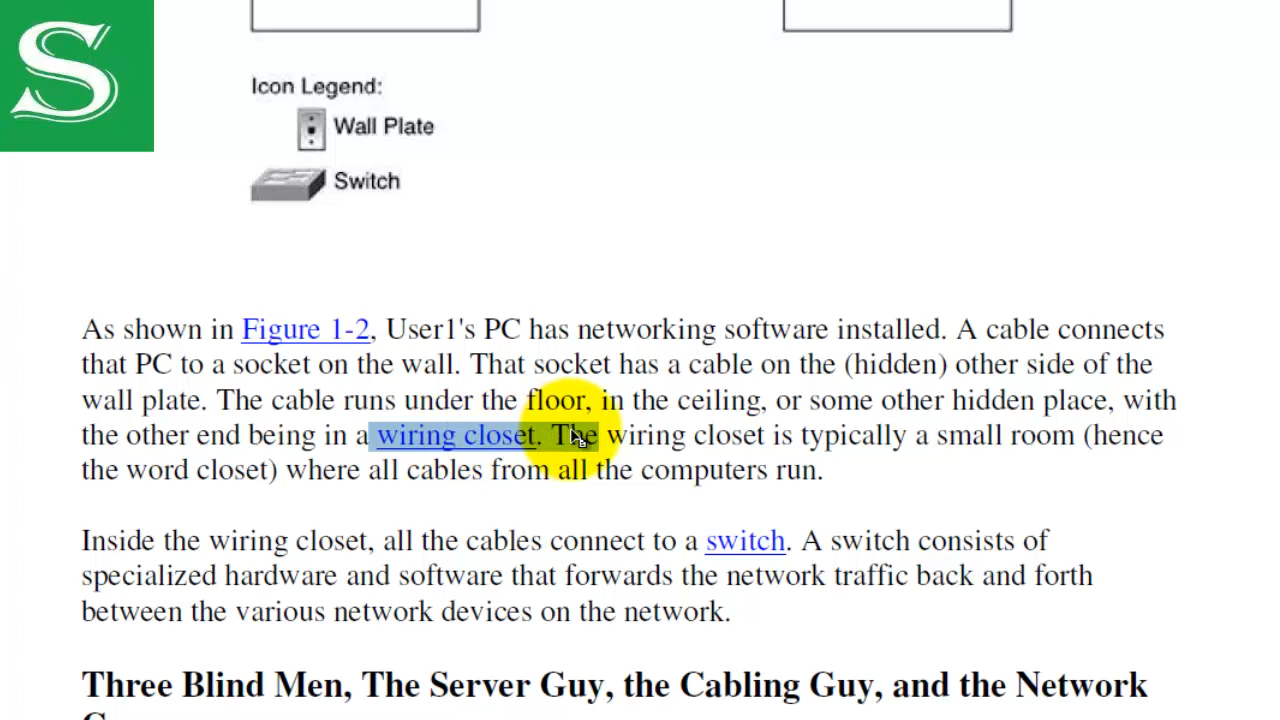 S
Icon Legend:
Wall Plate
Switch
As shown in Figure 1-2, User1's PC has networking software installed. A cable connects
that PC to a socket on the wall. That socket has a cable on the (hidden) other side of the
wall plate. The cable runs under the floor, in the ceiling, or some other hidden place, with
the other end being in a wiring closet. The wiring closet is typically a small room (hence
the word closet) where all cables from all the computers run.
Inside the wiring closet, all the cables connect to a switch. A switch consists of
specialized hardware and software that forwards the network traffic back and forth
between the various network devices on the network.
Three Blind Men, The Server Guy, the Cabling Guy, and the Network